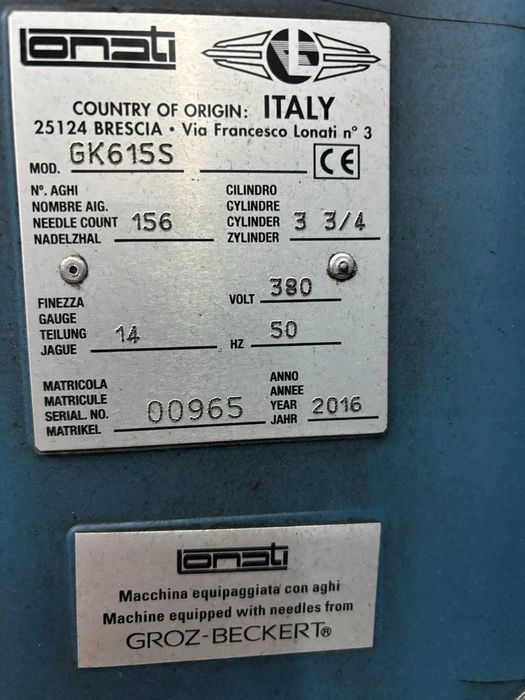 Lonati
L
COUNTRY OF ORIGIN: ITALY
25124 BRESCIA • Via Francesco Lonati n° 3
MOD. GK615S CE
N°. AGHI
NOMBRE AIG.
NEEDLE COUNT 156
NADELZHAL
CILINDRO
CYLINDRE
CYLINDER 3 3/4
ZYLINDER
FINEZZA
GAUGE
TEILUNG 14
JAGUE
VOLT 380
HZ 50
MATRICOLA
MATRICULE
SERIAL. NO. 00965
MATRIKEL
ANNO
ANNEE
YEAR 2016
JAHR
Lonati
Macchina equipaggiata con aghi
Machine equipped with needles from
GROZ-BECKERT®